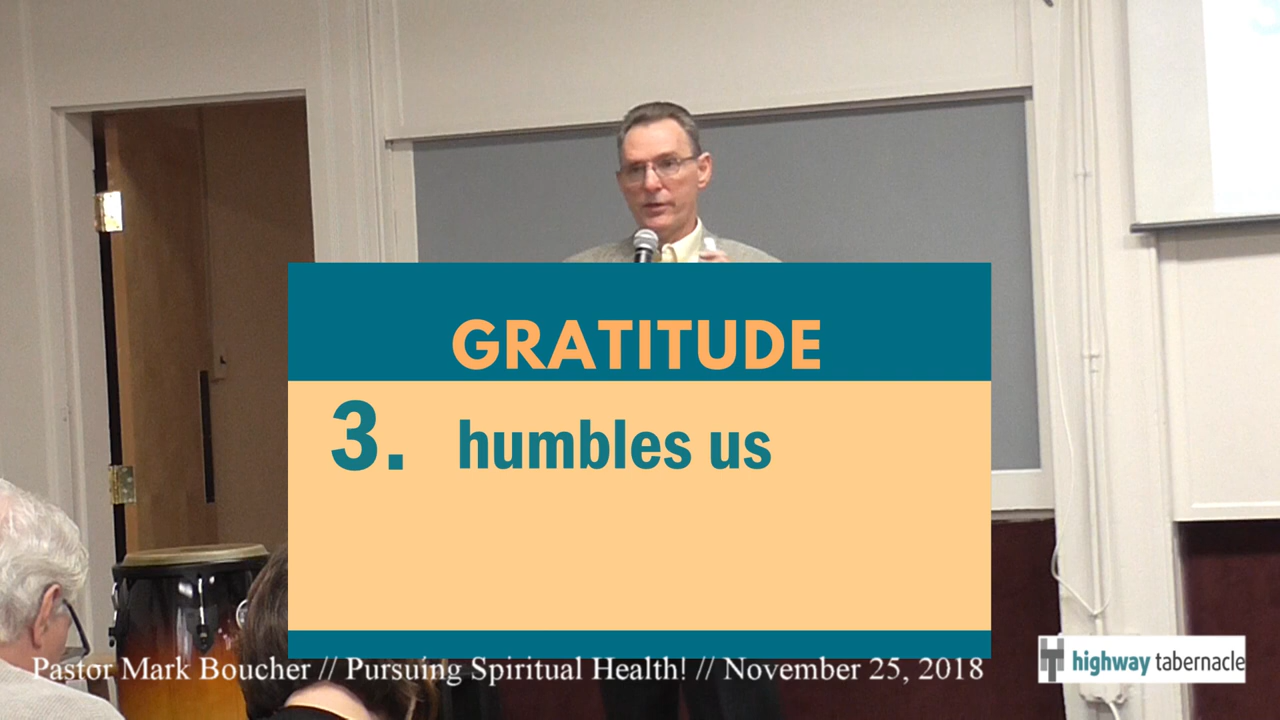 GRATITUDE
3. humbles us
Pastor Mark Boucher // Pursuing Spiritual Health! // November 25, 2018
highway tabernacle